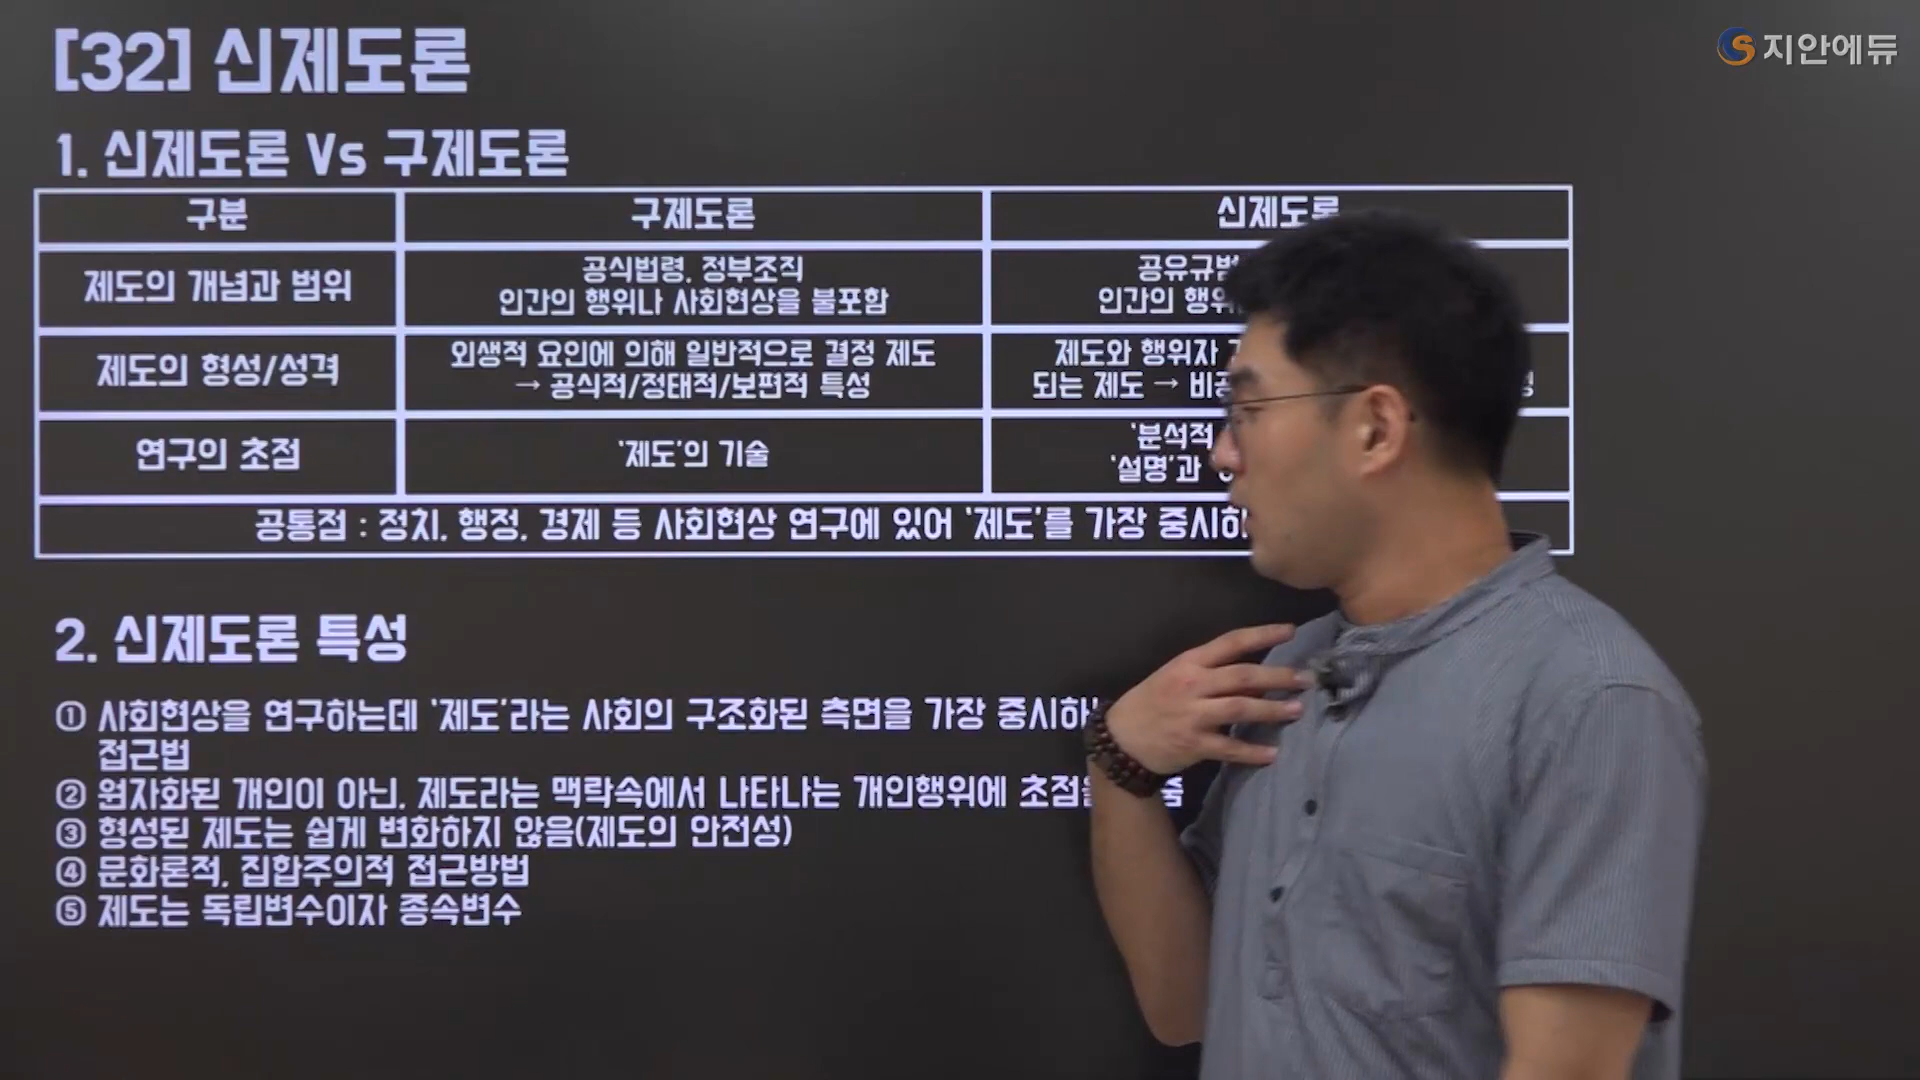 [32] 신제도론
지안에듀
1. 신제도론 Vs 구제도론
구분
구제도론
신제도론
제도의 개념과 범위
공식법령, 정부조직
인간의 행위나 사회현상을 불포함
인간의
제도의 형성/성격
외생적 요인에 의해 일반적으로 결정 제도
→ 공식적/정태적/보편적 특성
제도와 행위자
되는 제도 →
연구의 초점
'제도'의 기술
'분석적
'설명'과
공통점 : 정치, 행정, 경제 등 사회현상 연구에 있어 '제도'를 가장
2. 신제도론 특성
① 사회현상을 연구하는데 '제도'라는 사회의 구조화된 측면을 가장
접근법
② 원자화된 개인이 아닌, 제도라는 맥락속에서 나타나는 개인행위에
③ 형성된 제도는 쉽게 변화하지 않음(제도의 안전성)
④ 문화론적, 집합주의적 접근방법
⑤ 제도는 독립변수이자 종속변수